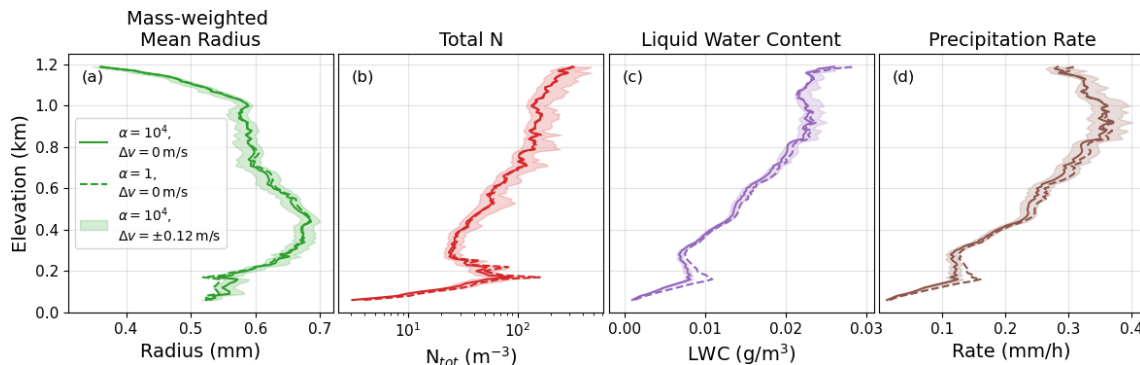 Mass-weighted
Mean Radius
Total N
Liquid Water Content
Precipitation Rate
(a)
(b)
(c)
(d)
Elevation (km)
1.2
1.0
0.8
0.6
0.4
0.2
0.0
α = 10⁴,
Δv = 0 m/s
α = 1,
Δv = 0 m/s
α = 10⁴,
Δv = ±0.12 m/s
0.4 0.5 0.6 0.7
10¹ 10²
0.00 0.01 0.02 0.03
0.1 0.2 0.3 0.4
Radius (mm)
N_tot (m⁻³)
LWC (g/m³)
Rate (mm/h)